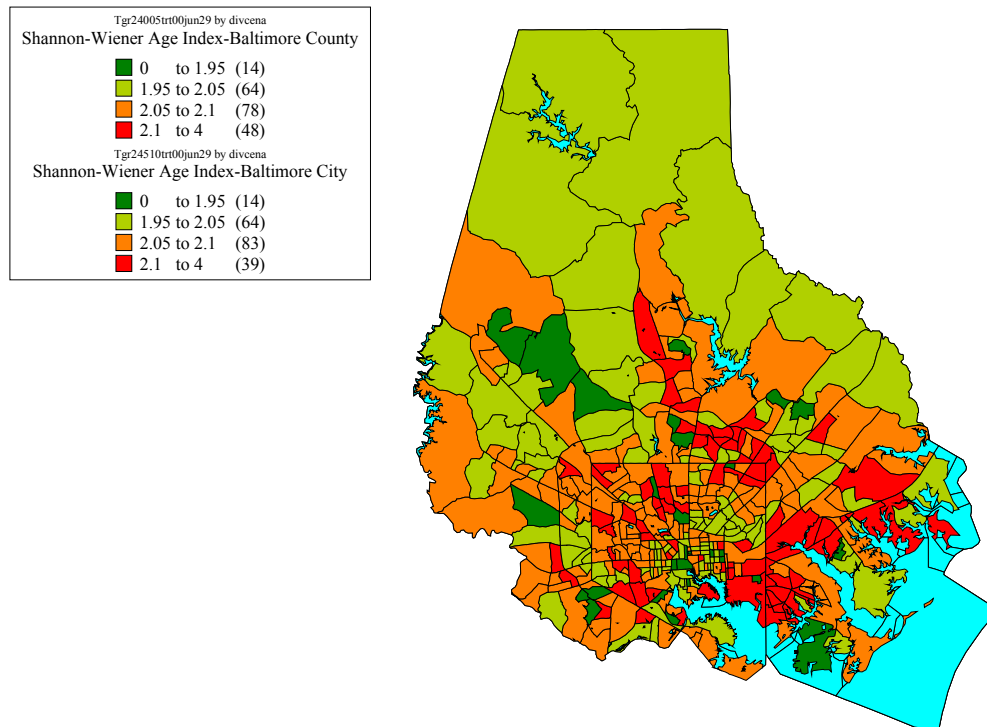 Tgr24005trt00jun29 by divcena
Shannon-Wiener Age Index-Baltimore County
0 to 1.95 (14)
1.95 to 2.05 (64)
2.05 to 2.1 (78)
2.1 to 4 (48)
Tgr24510trt00jun29 by divcena
Shannon-Wiener Age Index-Baltimore City
0 to 1.95 (14)
1.95 to 2.05 (64)
2.05 to 2.1 (83)
2.1 to 4 (39)